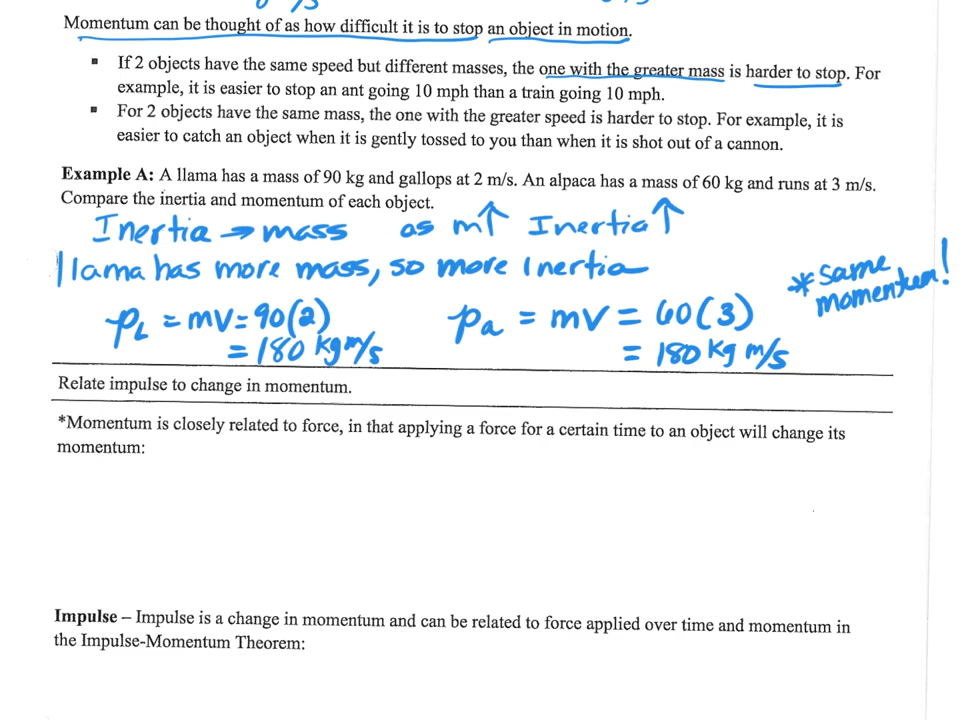 Momentum can be thought of as how difficult it is to stop an object in motion.
▪ If 2 objects have the same speed but different masses, the one with the greater mass is harder to stop. For
example, it is easier to stop an ant going 10 mph than a train going 10 mph.
▪ For 2 objects have the same mass, the one with the greater speed is harder to stop. For example, it is
easier to catch an object when it is gently tossed to you than when it is shot out of a cannon.
Example A: A llama has a mass of 90 kg and gallops at 2 m/s. An alpaca has a mass of 60 kg and runs at 3 m/s.
Compare the inertia and momentum of each object.
Inertia → mass as m↑ Inertia↑
llama has more mass, so more Inertia
*same
momentum!
pL = mv = 90(2)
= 180 kg m/s
pa = mv = 60(3)
= 180 kg m/s
Relate impulse to change in momentum.
*Momentum is closely related to force, in that applying a force for a certain time to an object will change its
momentum:
Impulse – Impulse is a change in momentum and can be related to force applied over time and momentum in
the Impulse-Momentum Theorem: